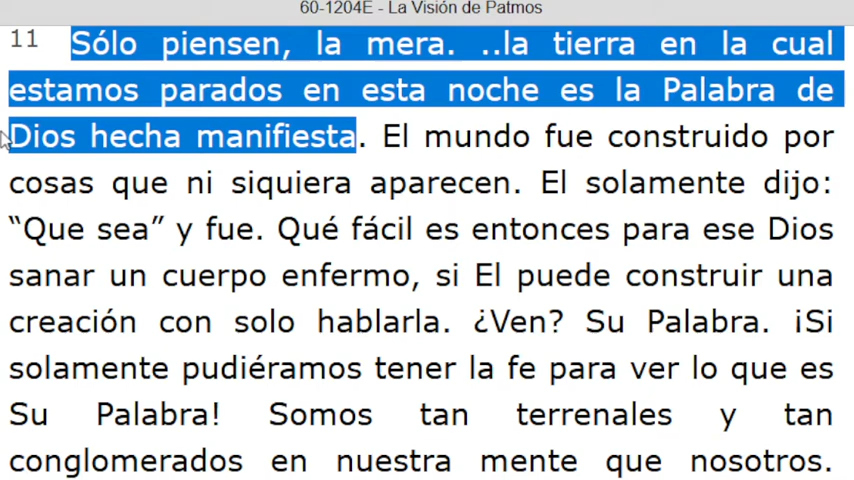 60-1204E - La Visión de Patmos
11 Sólo piensen, la mera. ..la tierra en la cual
estamos parados en esta noche es la Palabra de
Dios hecha manifiesta. El mundo fue construido por
cosas que ni siquiera aparecen. El solamente dijo:
“Que sea” y fue. Qué fácil es entonces para ese Dios
sanar un cuerpo enfermo, si El puede construir una
creación con solo hablarla. ¿Ven? Su Palabra. ¡Si
solamente pudiéramos tener la fe para ver lo que es
Su Palabra! Somos tan terrenales y tan
conglomerados en nuestra mente que nosotros.